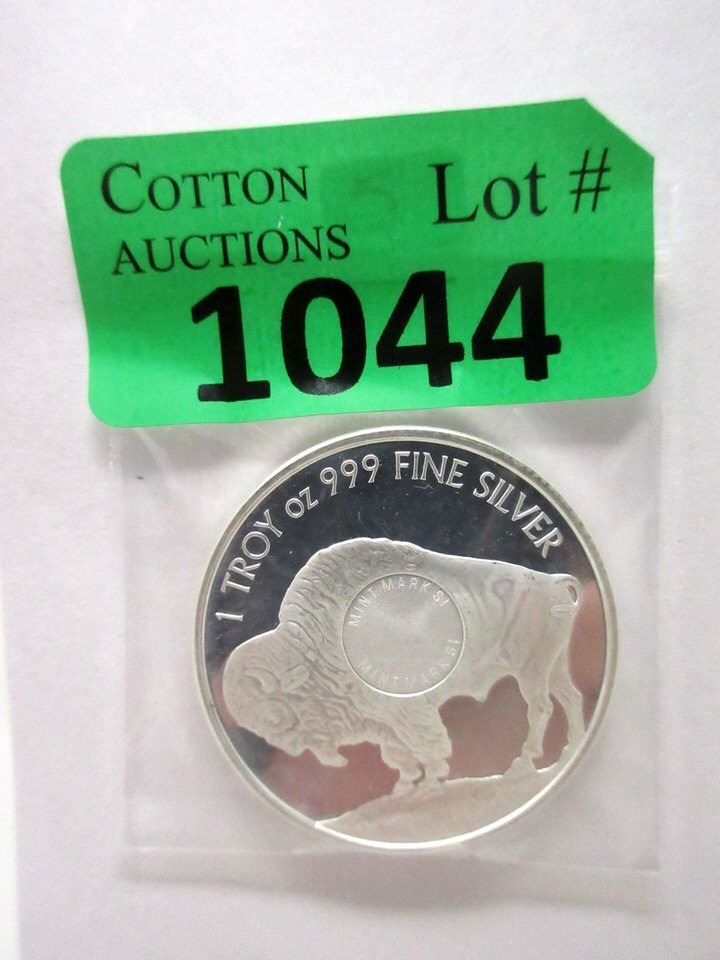 COTTON Lot #
AUCTIONS
1044
1 TROY oz 999 FINE SILVER
MINT MARK SI
MINT MARK SI